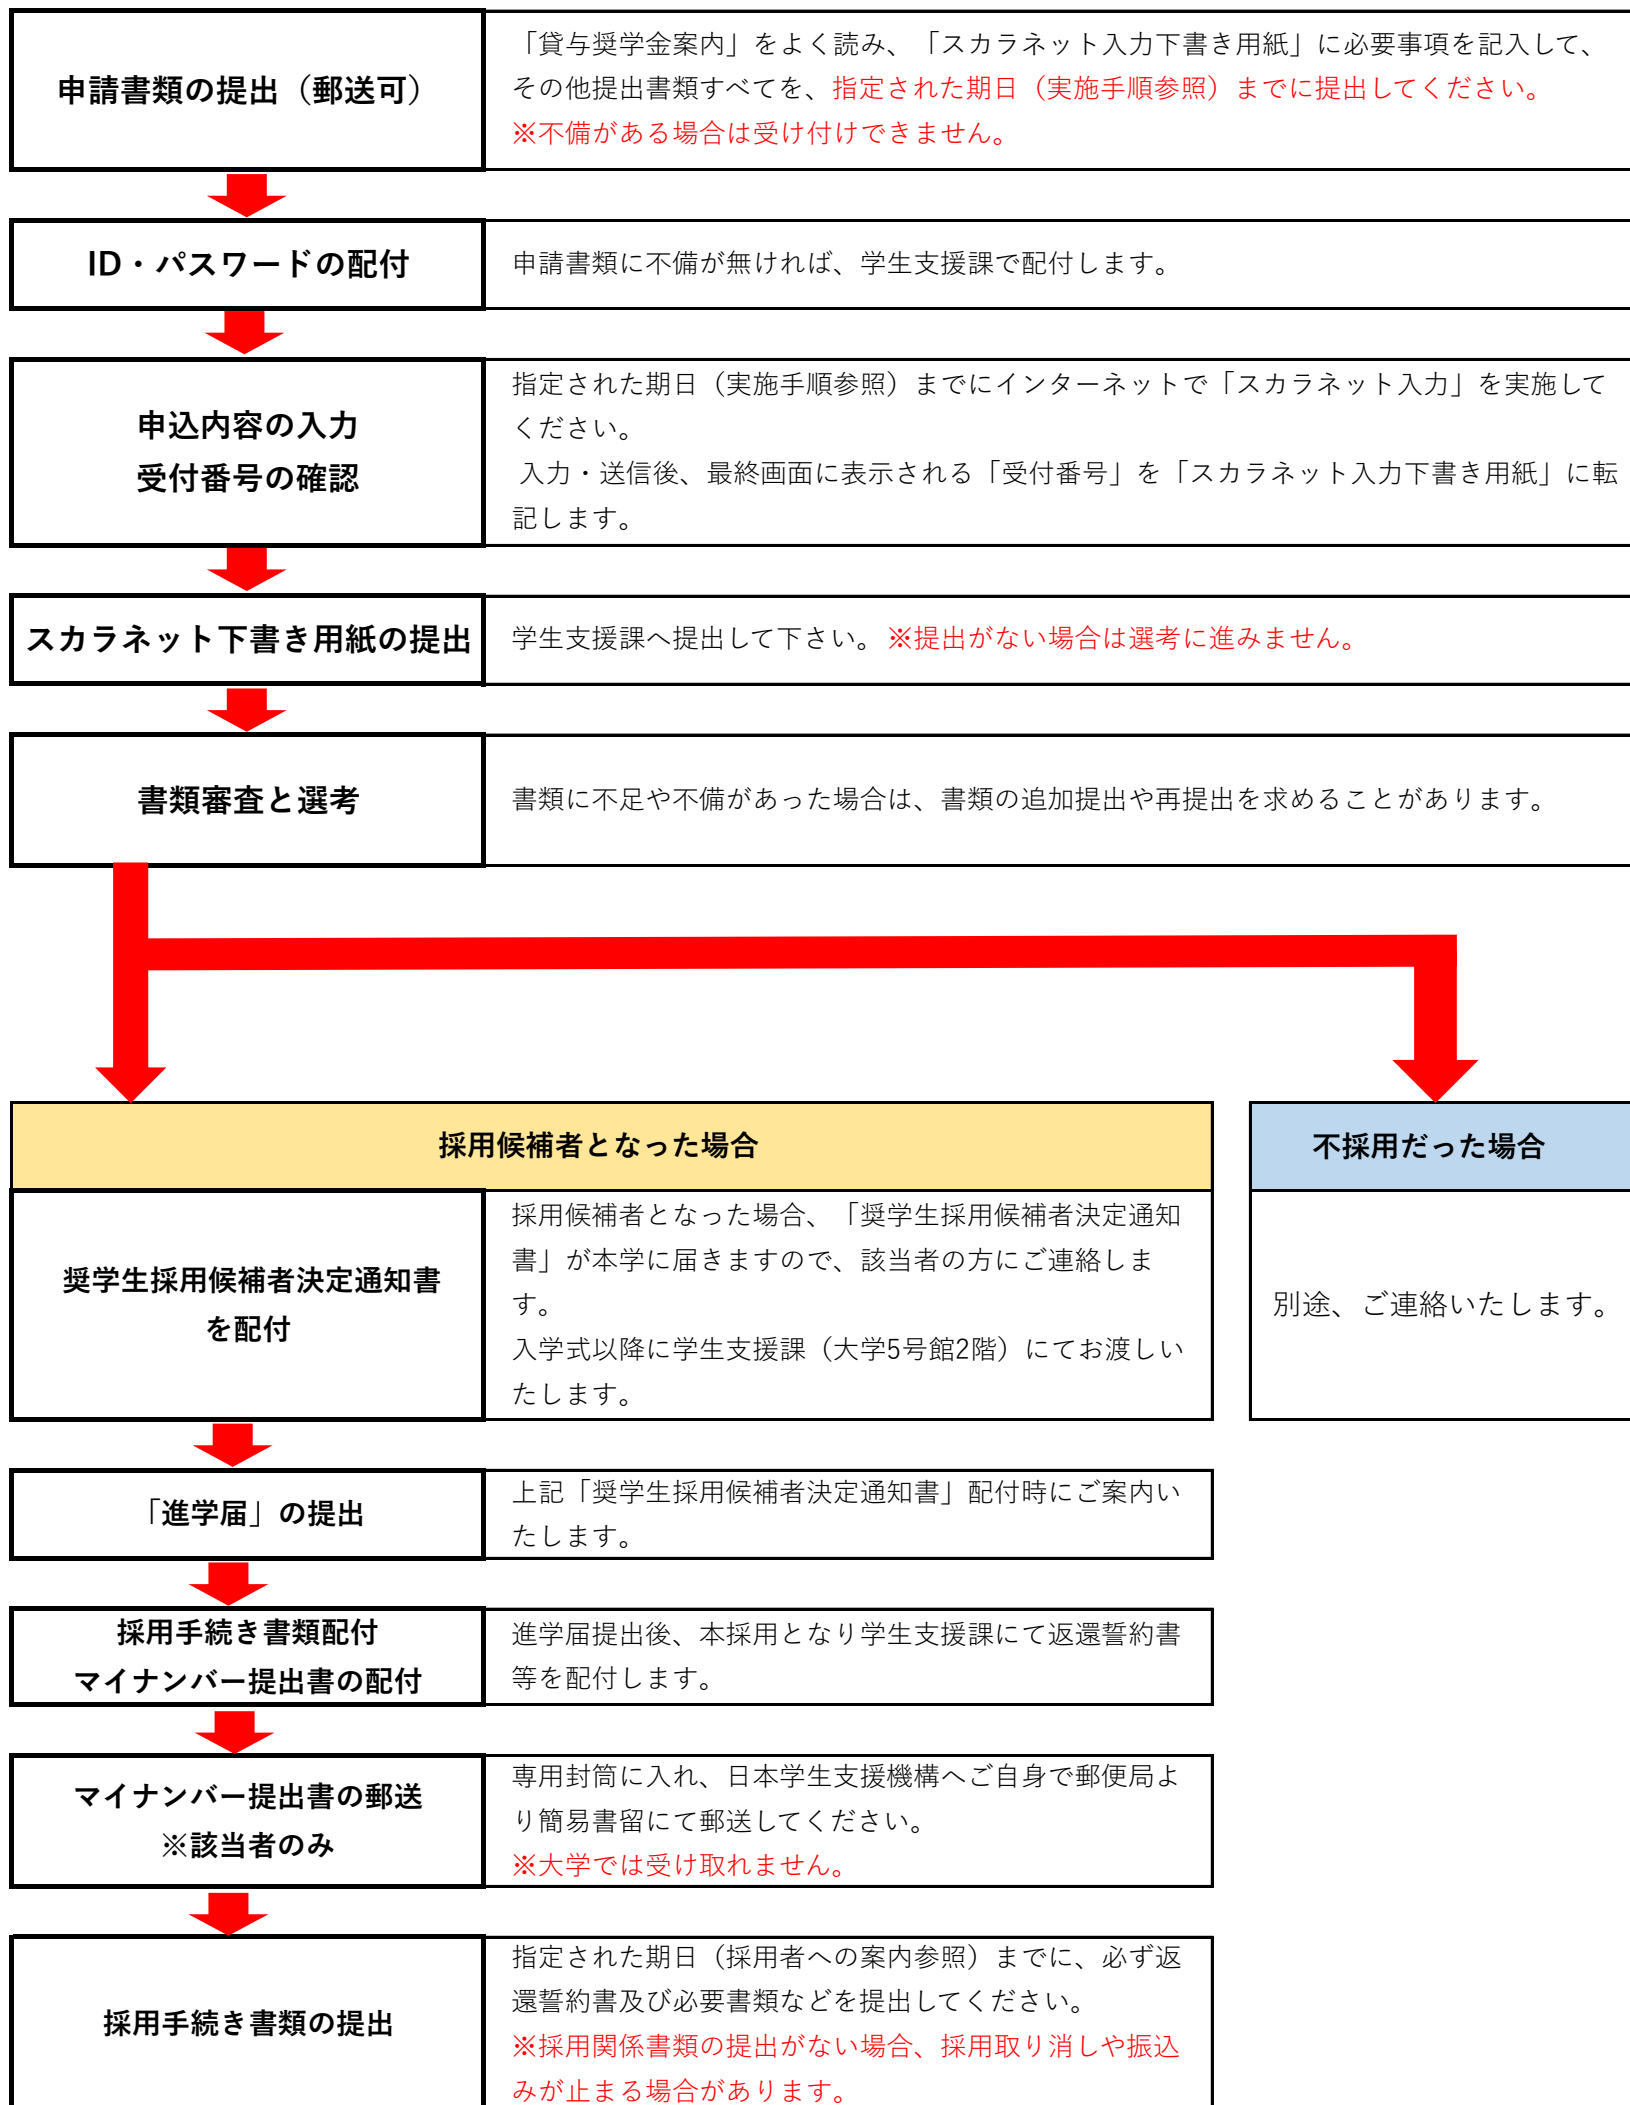 申請書類の提出（郵送可）
「貸与奨学金案内」をよく読み、「スカラネット入力下書き用紙」に必要事項を記入して、
その他提出書類すべてを、指定された期日（実施手順参照）までに提出してください。
※不備がある場合は受け付けできません。
ID・パスワードの配付
申請書類に不備が無ければ、学生支援課で配付します。
申込内容の入力
受付番号の確認
指定された期日（実施手順参照）までにインターネットで「スカラネット入力」を実施して
ください。
入力・送信後、最終画面に表示される「受付番号」を「スカラネット入力下書き用紙」に転
記します。
スカラネット下書き用紙の提出
学生支援課へ提出して下さい。※提出がない場合は選考に進みません。
書類審査と選考
書類に不足や不備があった場合は、書類の追加提出や再提出を求めることがあります。
採用候補者となった場合
奨学生採用候補者決定通知書
を配付
採用候補者となった場合、「奨学生採用候補者決定通知
書」が本学に届きますので、該当者の方にご連絡しま
す。
入学式以降に学生支援課（大学5号館2階）にてお渡しい
たします。
不採用だった場合
別途、ご連絡いたします。
「進学届」の提出
上記「奨学生採用候補者決定通知書」配付時にご案内い
たします。
採用手続き書類配付
マイナンバー提出書の配付
進学届提出後、本採用となり学生支援課にて返還誓約書
等を配付します。
マイナンバー提出書の郵送
※該当者のみ
専用封筒に入れ、日本学生支援機構へご自身で郵便局よ
り簡易書留にて郵送してください。
※大学では受け取れません。
採用手続き書類の提出
指定された期日（採用者への案内参照）までに、必ず返
還誓約書及び必要書類などを提出してください。
※採用関係書類の提出がない場合、採用取り消しや振込
みが止まる場合があります。